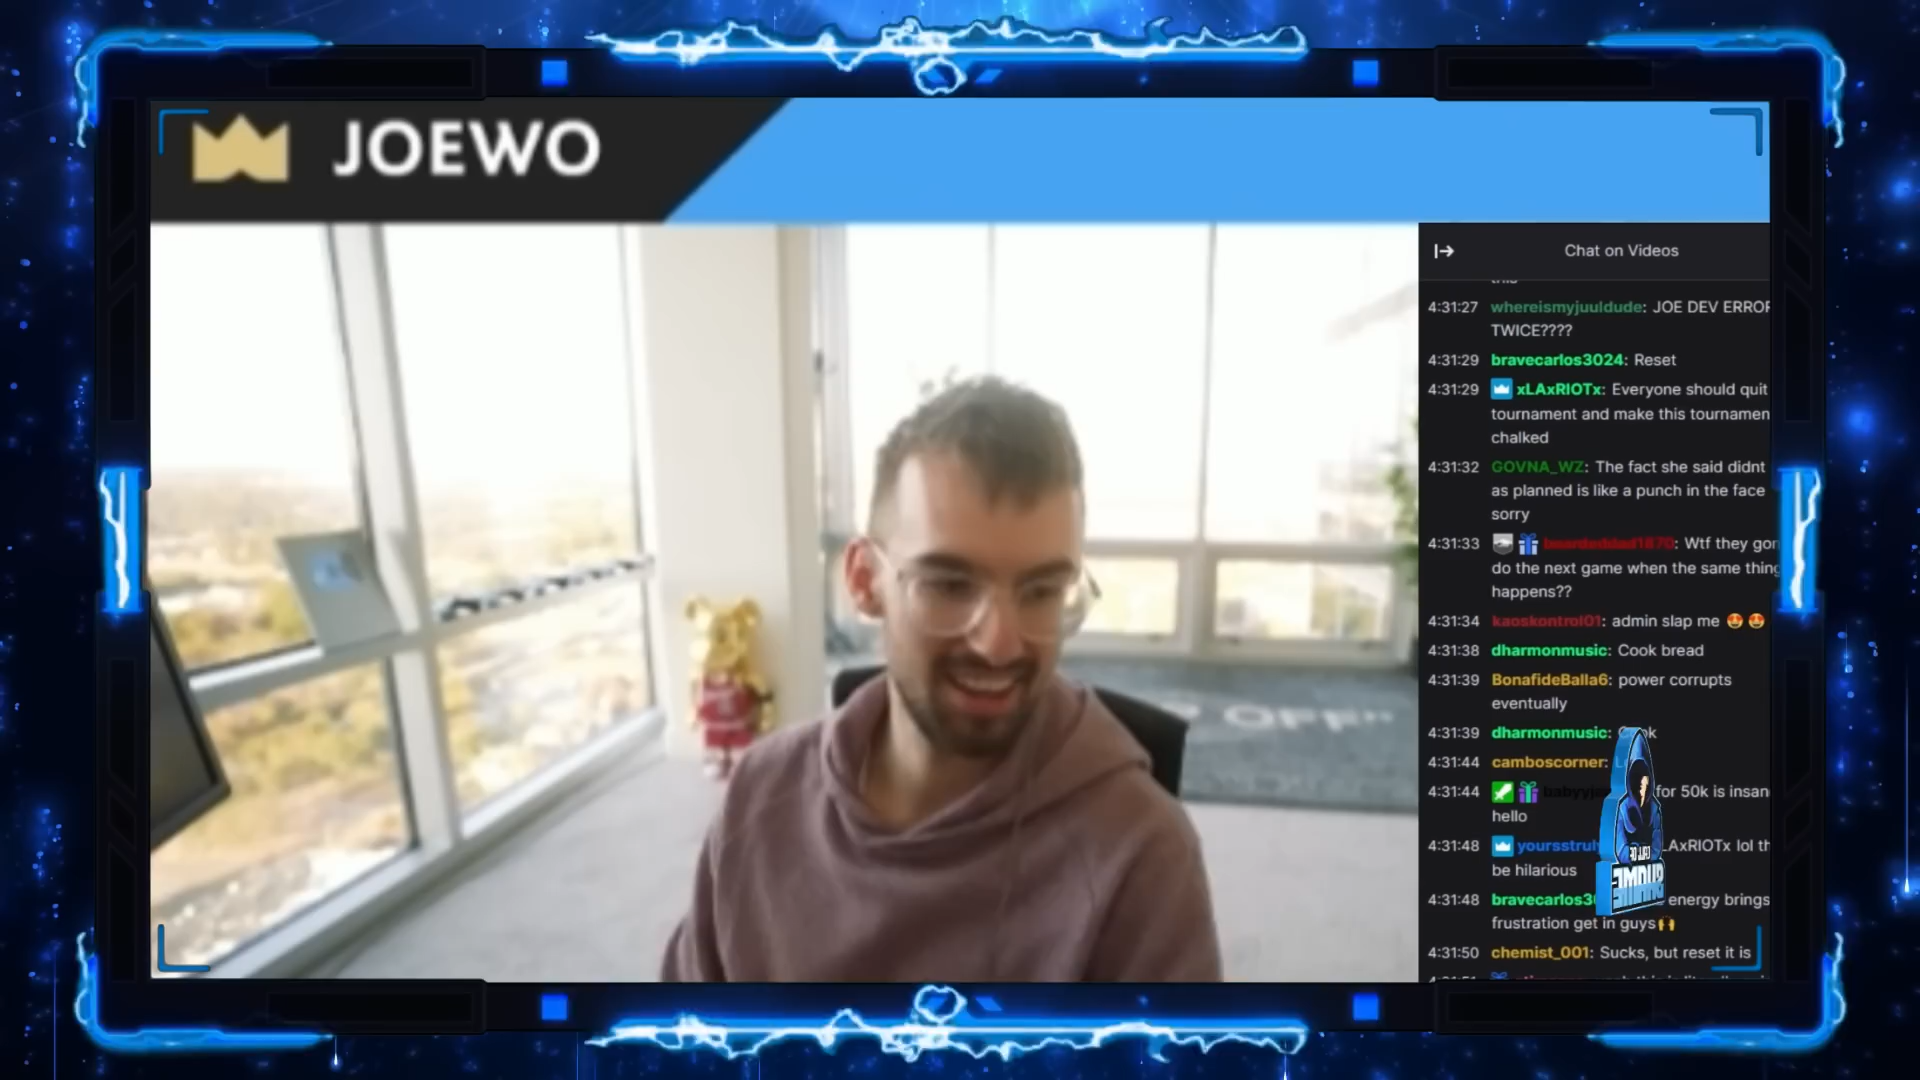 JOEWO
Chat on Videos
4:31:27 whereismyjuuldude: JOE DEV ERROR
TWICE????
4:31:29 bravecarlos3024: Reset
4:31:29 xLAxRIOTx: Everyone should quit
tournament and make this tournamen
chalked
4:31:32 GOVNA_WZ: The fact she said didnt
as planned is like a punch in the face
sorry
4:31:33 beardeddad1870: Wtf they gon
do the next game when the same thing
happens??
4:31:34 kaoskontrol01: admin slap me
4:31:38 dharmonmusic: Cook bread
4:31:39 BonafideBalla6: power corrupts
eventually
4:31:39 dharmonmusic:
4:31:44 camboscorner:
4:31:44 for 50k is insan
hello
4:31:48 AxRIOTx lol th
be hilarious
4:31:48 energy brings
frustration get in guys
4:31:50 chemist_001: Sucks, but reset it is
OFF"
CALL OF
SHAME